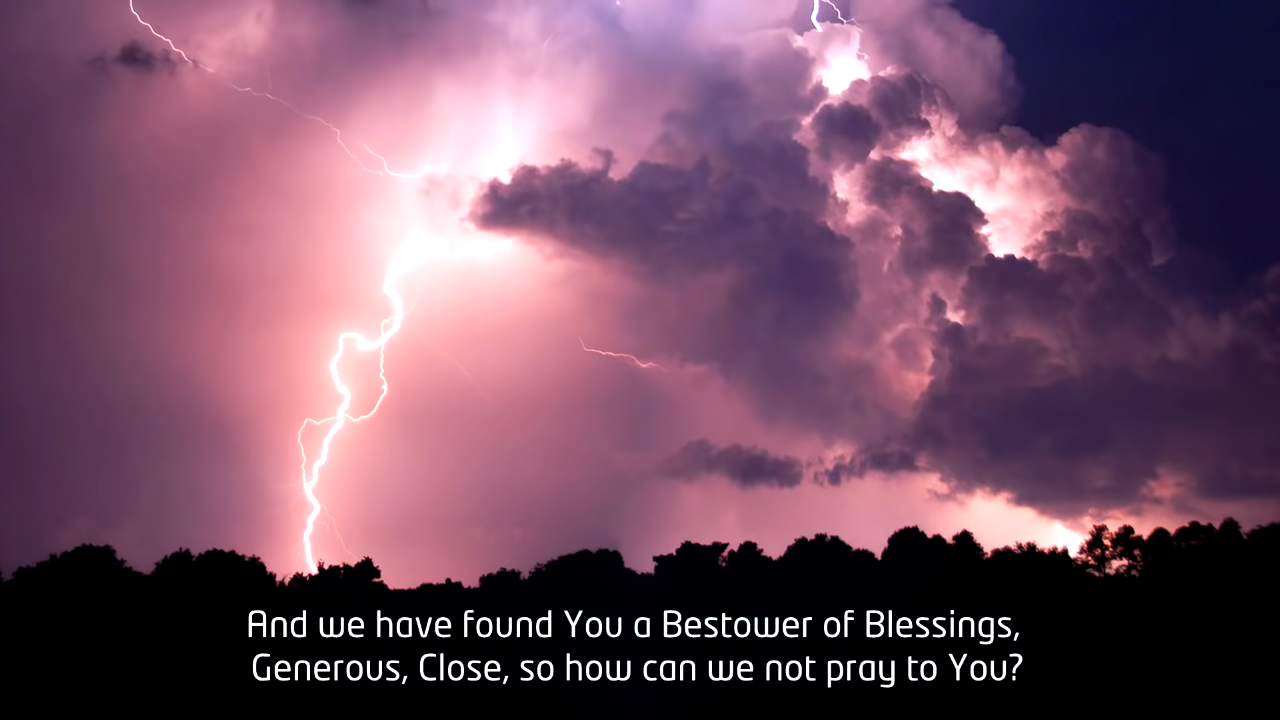 And we have found You a Bestower of Blessings,
Generous, Close, so how can we not pray to You?